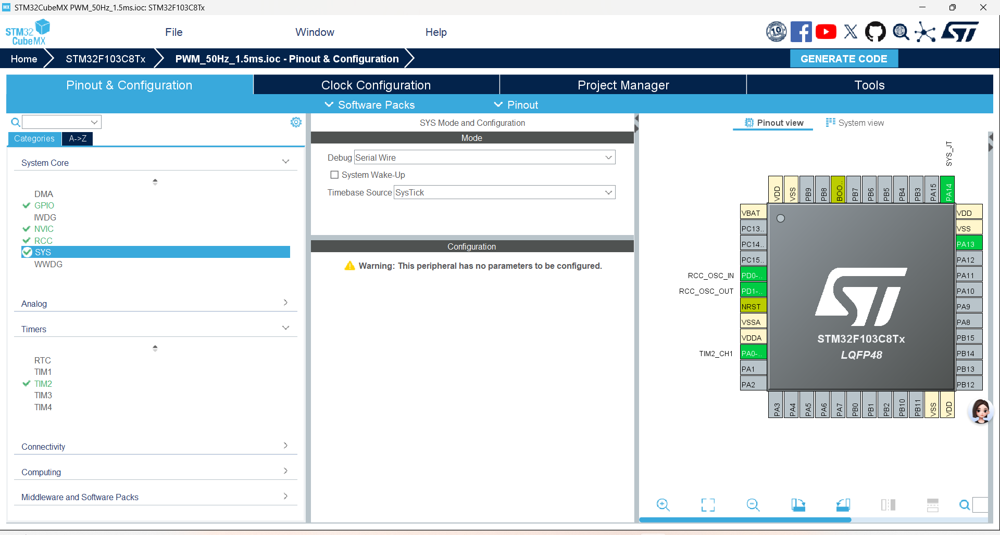 STM32CubeMX PWM_50Hz_1.5ms.ioc: STM32F103C8Tx
STM32 CubeMX
File Window Help
Home STM32F103C8Tx PWM_50Hz_1.5ms.ioc - Pinout & Configuration GENERATE CODE
Pinout & Configuration Clock Configuration Project Manager Tools
Software Packs Pinout
Categories A->Z
System Core
DMA
GPIO
IWDG
NVIC
RCC
SYS
WWDG
Analog
Timers
RTC
TIM1
TIM2
TIM3
TIM4
Connectivity
Computing
Middleware and Software Packs
SYS Mode and Configuration
Mode
Debug Serial Wire
System Wake-Up
Timebase Source SysTick
Configuration
Warning: This peripheral has no parameters to be configured.
Pinout view System view
SYS_JT
VDD VSS PB9 PB8 BOO.. PB7 PB6 PB5 PB4 PB3 PA15 PA14
VBAT
PC13..
PC14..
PC15..
RCC_OSC_IN PD0-..
RCC_OSC_OUT PD1-..
NRST
VSSA
VDDA
TIM2_CH1 PA0-..
PA1
PA2
ST
STM32F103C8Tx
LQFP48
VDD
VSS
PA13
PA12
PA11
PA10
PA9
PA8
PB15
PB14
PB13
PB12
PA3 PA4 PA5 PA6 PA7 PB0 PB1 PB2 PB10 PB11 VSS VDD